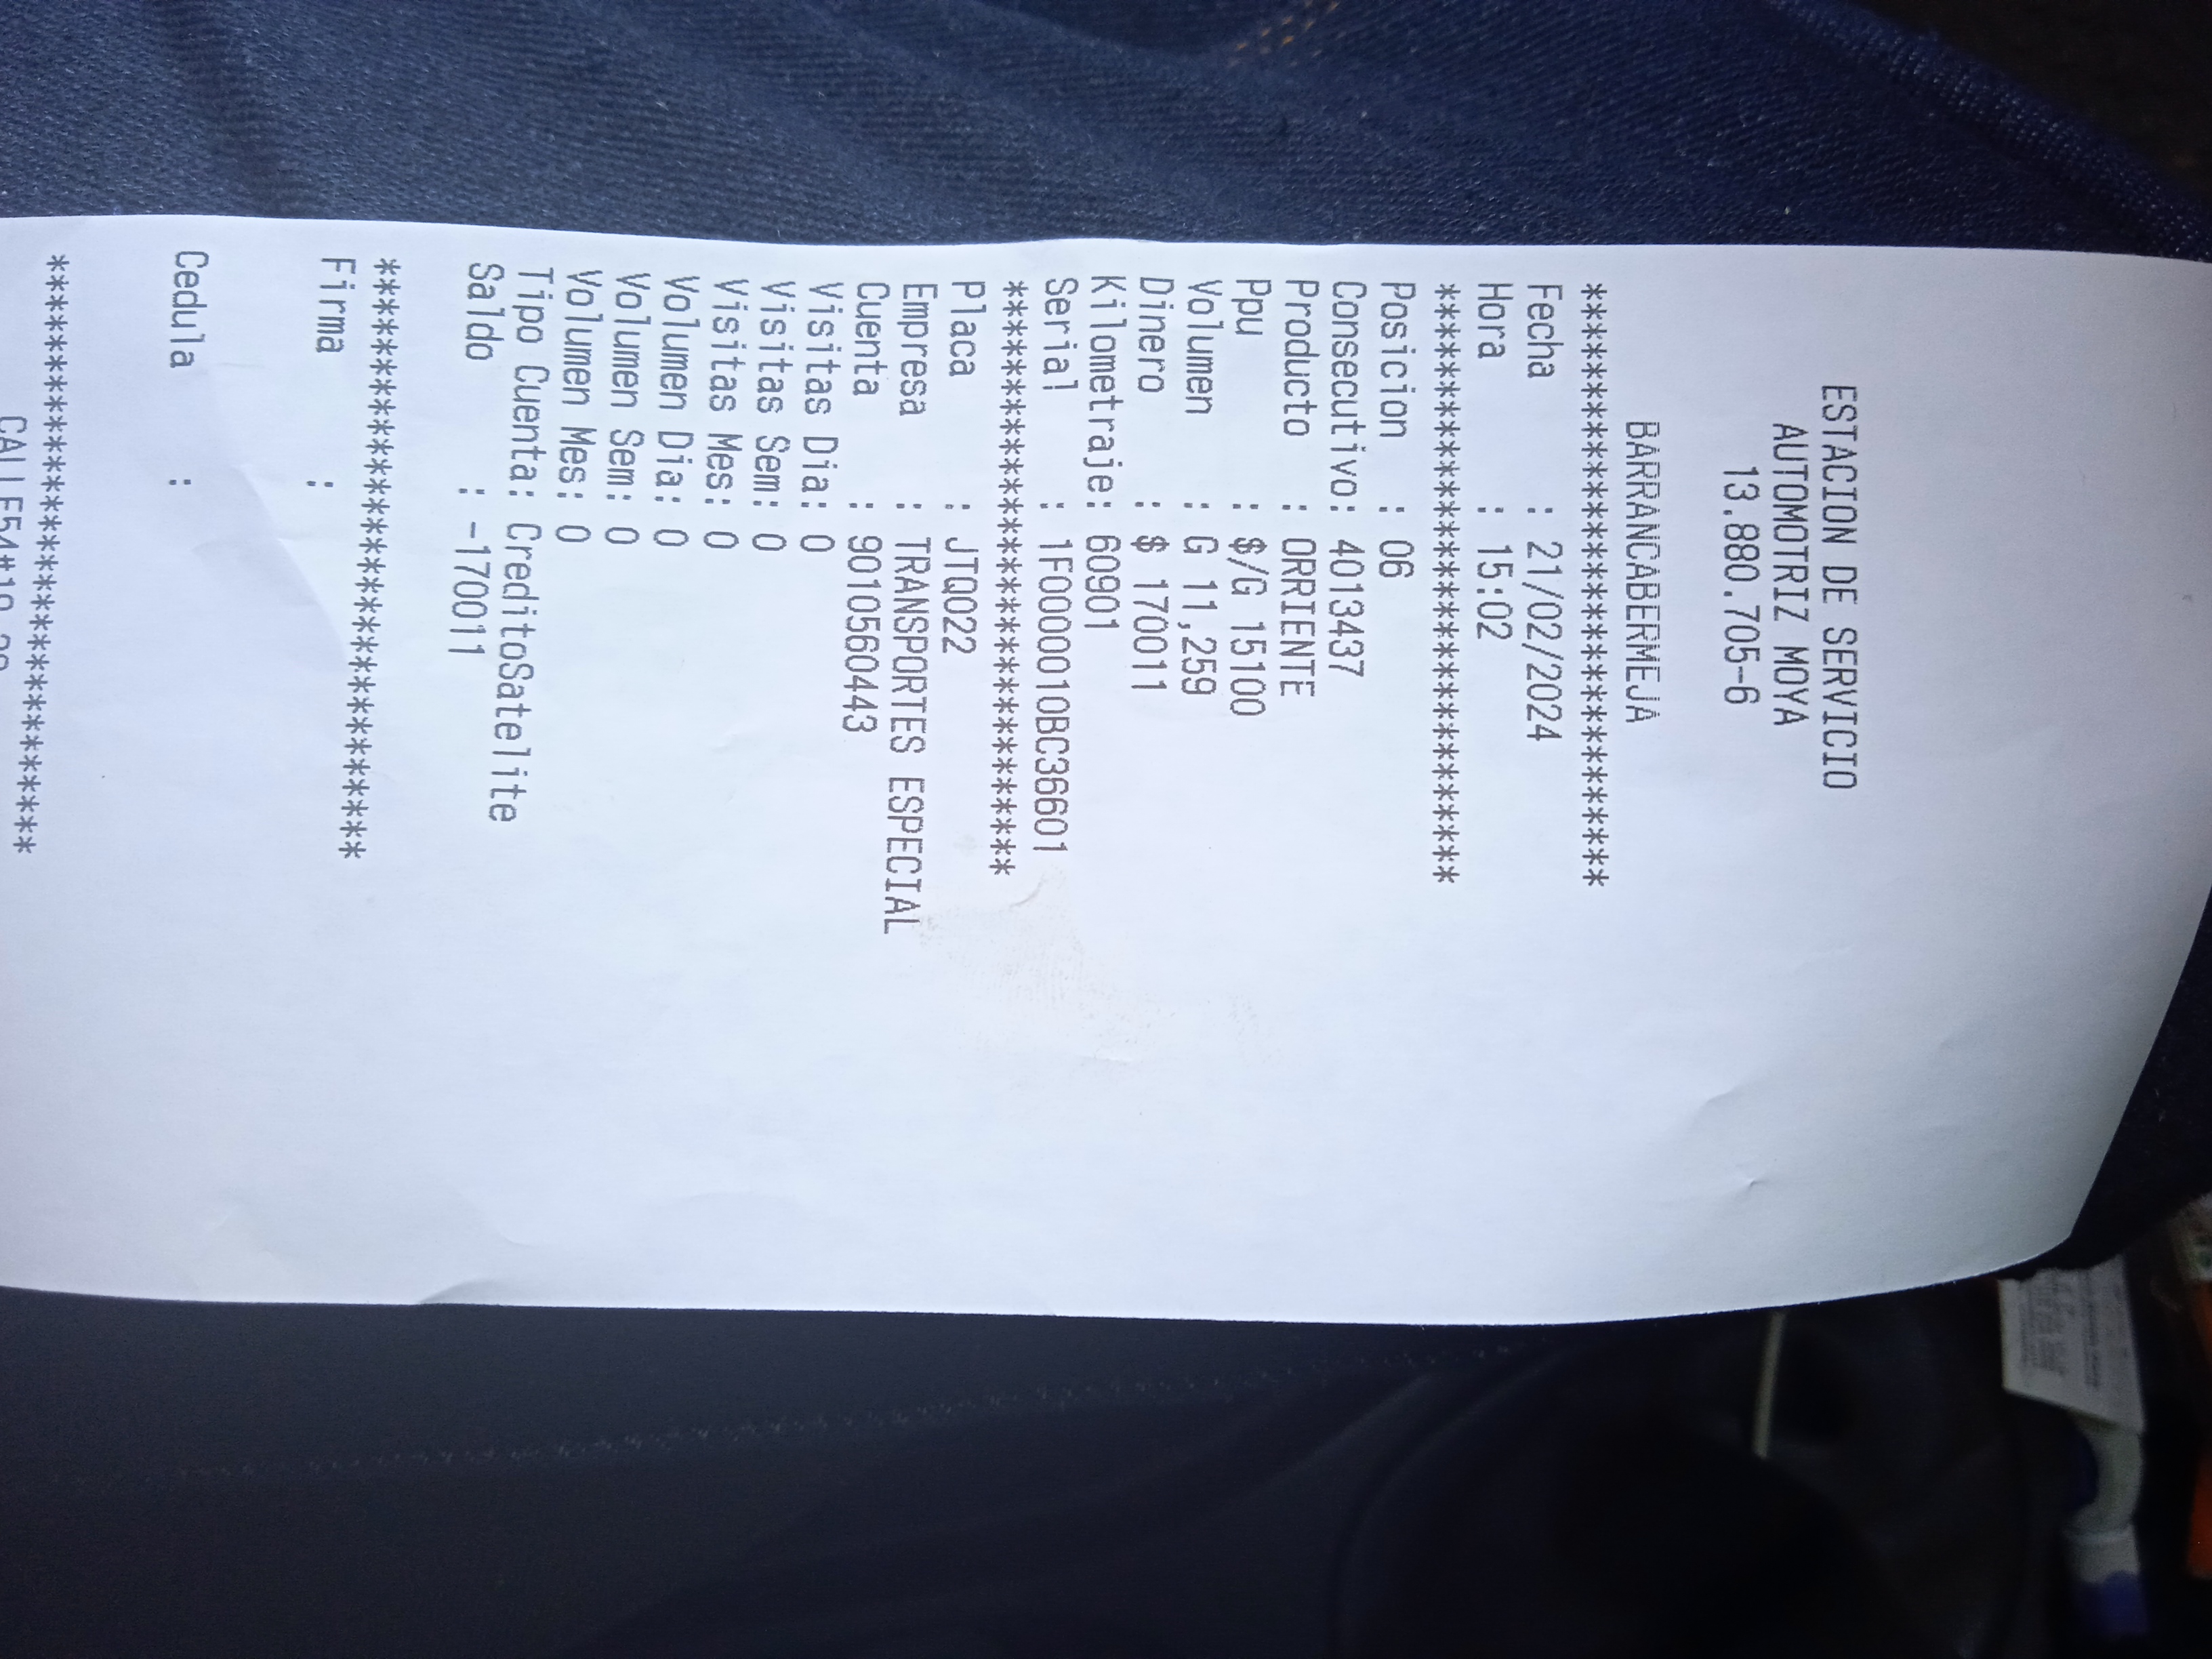 ESTACION DE SERVICIO
AUTOMOTRIZ MOYA
13.880.705-6
BARRANCABERMEJA
**************************************
Fecha : 21/02/2024
Hora : 15:02
**************************************
Posicion : 06
Consecutivo: 4013437
Producto : ORRIENTE
Ppu : $/G 15100
Volumen : G 11,259
Dinero : $ 170011
Kilometraje: 60901
Serial : 1F0000010BC36601
**************************************
Placa : JTQ022
Empresa : TRANSPORTES ESPECIAL
Cuenta : 90105660443
Visitas Dia: 0
Visitas Sem: 0
Visitas Mes: 0
Volumen Dia: 0
Volumen Sem: 0
Volumen Mes: 0
Tipo Cuenta: CreditoSatelite
Saldo : -170011
**************************************
Firma :
Cedula :
**************************************